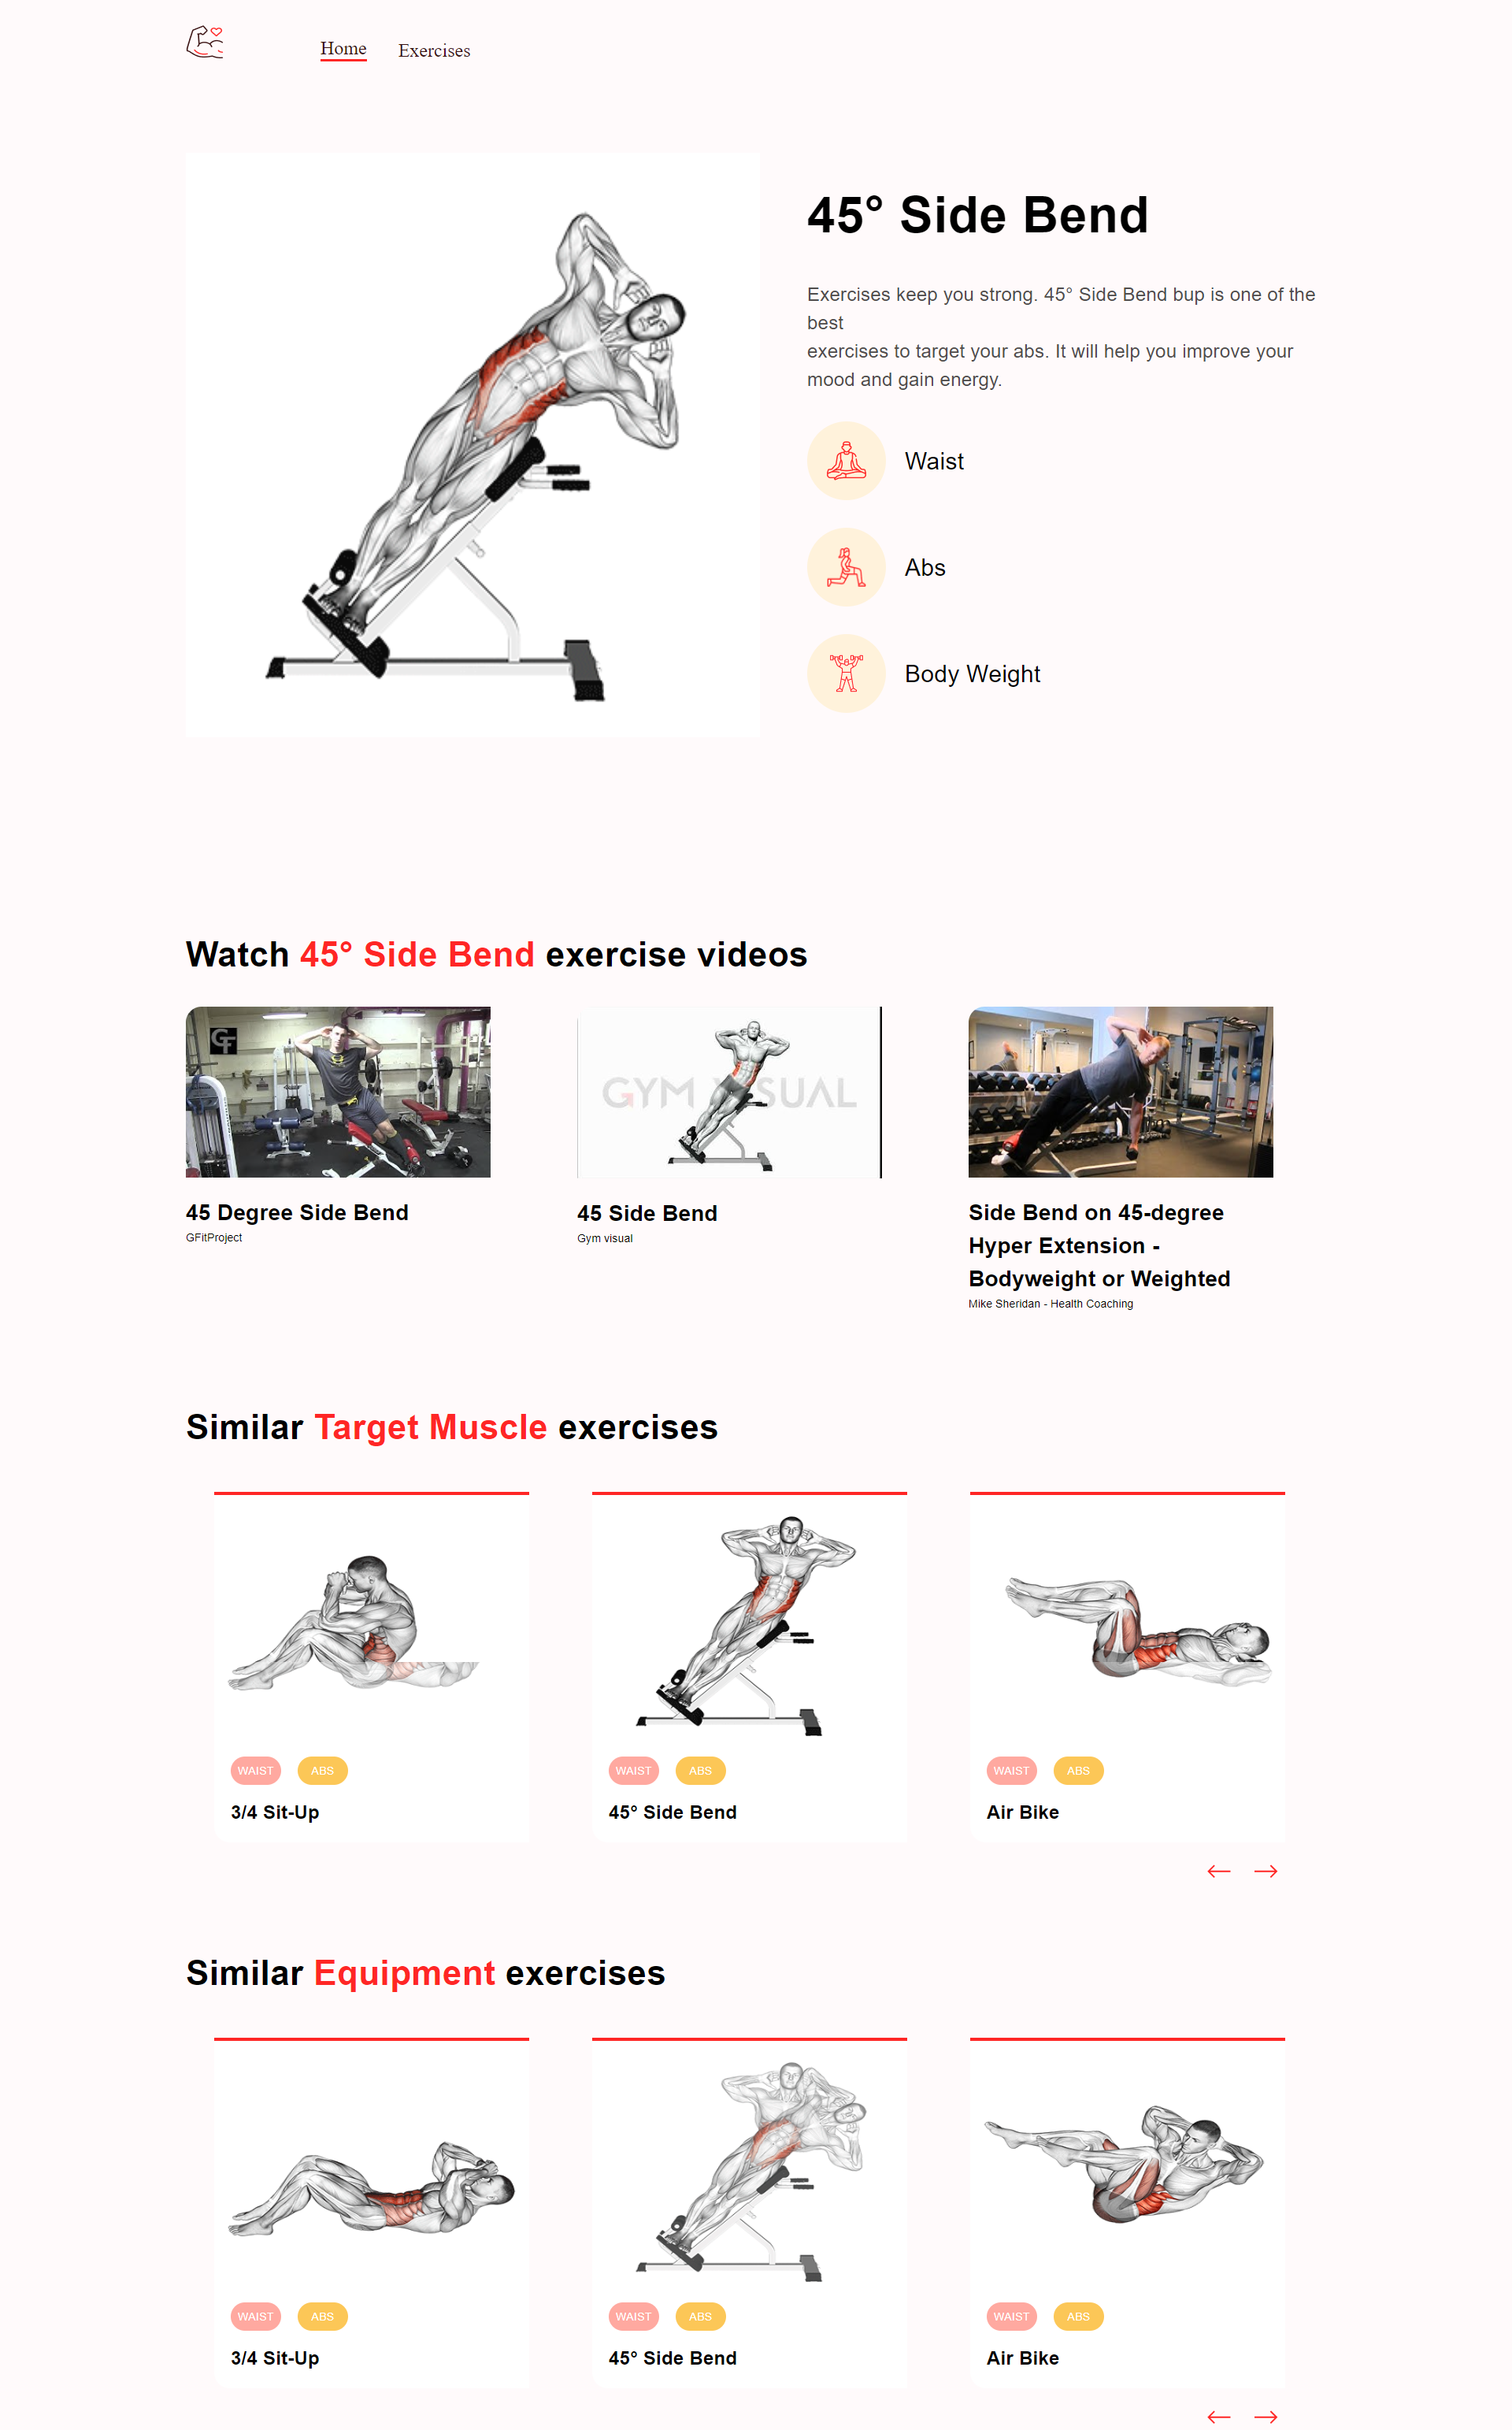 Home
Exercises
45° Side Bend
Exercises keep you strong. 45° Side Bend bup is one of the
best
exercises to target your abs. It will help you improve your
mood and gain energy.
Waist
Abs
Body Weight
Watch 45° Side Bend exercise videos
GF
GYM VISUAL
45 Degree Side Bend
GFitProject
45 Side Bend
Gym visual
Side Bend on 45-degree
Hyper Extension -
Bodyweight or Weighted
Mike Sheridan - Health Coaching
Similar Target Muscle exercises
WAIST
ABS
3/4 Sit-Up
WAIST
ABS
45° Side Bend
WAIST
ABS
Air Bike
Similar Equipment exercises
WAIST
ABS
3/4 Sit-Up
WAIST
ABS
45° Side Bend
WAIST
ABS
Air Bike